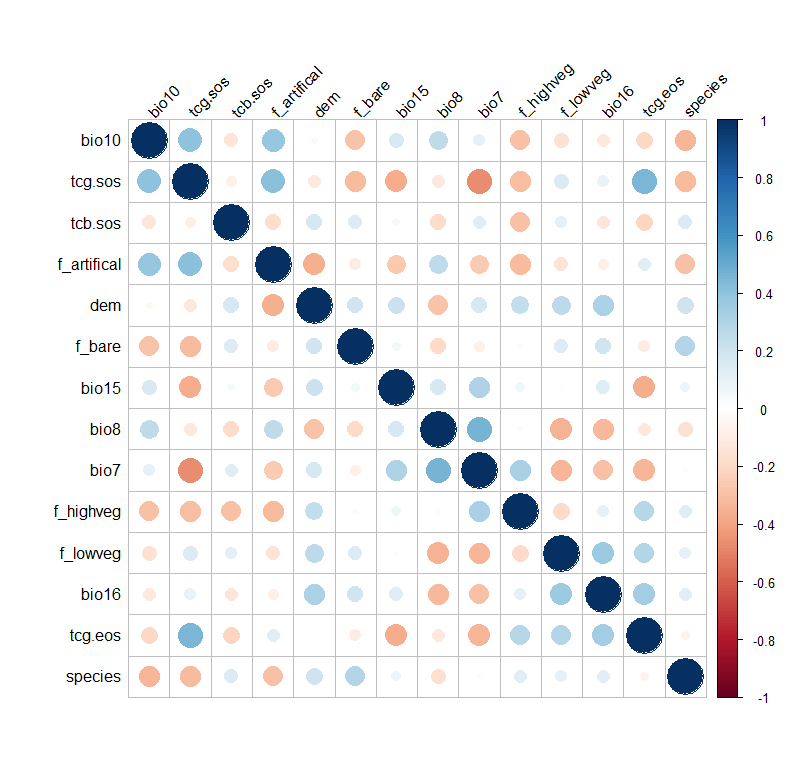 bio10
tcg.sos
tcb.sos
f_artifical
dem
f_bare
bio15
bio8
bio7
f_highveg
f_lowveg
bio16
tcg.eos
species
bio10
tcg.sos
tcb.sos
f_artifical
dem
f_bare
bio15
bio8
bio7
f_highveg
f_lowveg
bio16
tcg.eos
species
1
0.8
0.6
0.4
0.2
0
-0.2
-0.4
-0.6
-0.8
-1